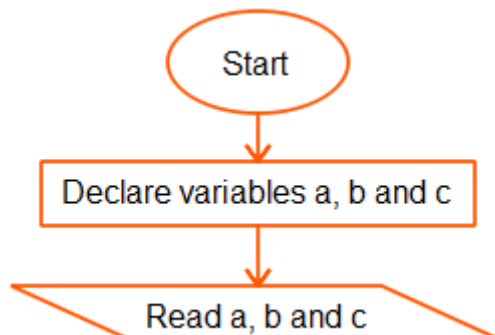 Start
Declare variables a, b and c
Read a, b and c